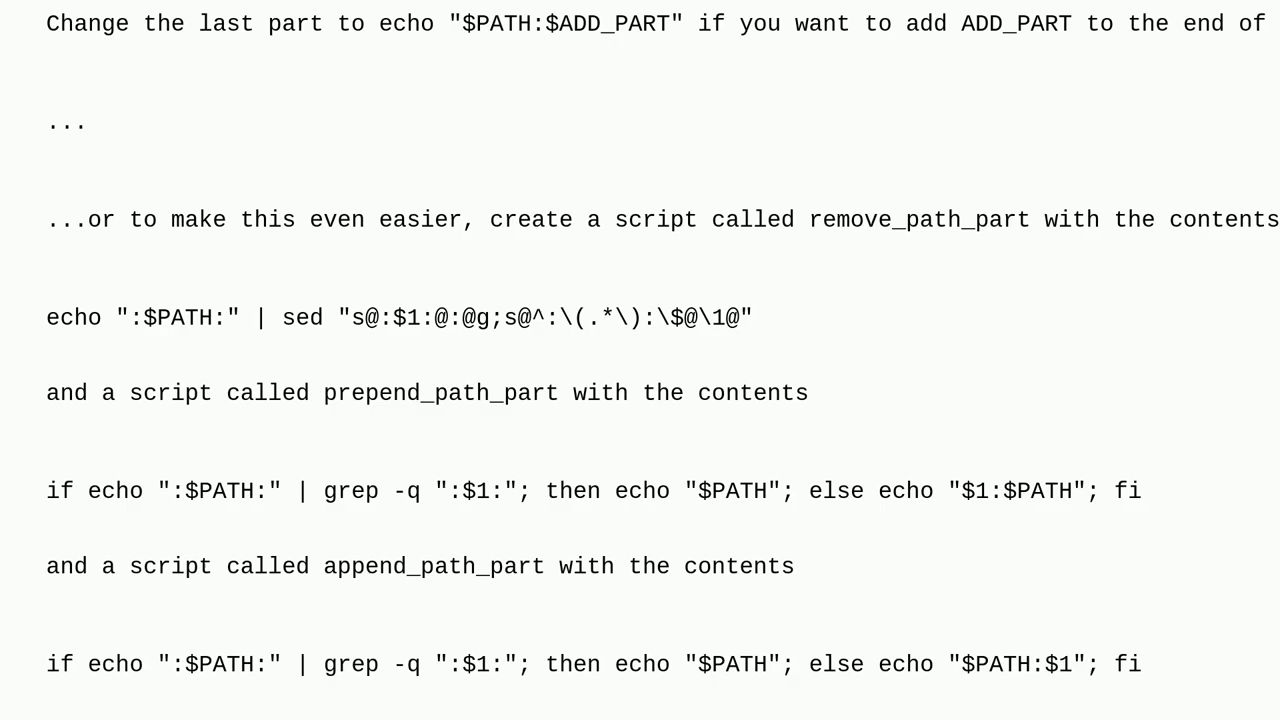 Change the last part to echo "$PATH:$ADD_PART" if you want to add ADD_PART to the end of
...
...or to make this even easier, create a script called remove_path_part with the contents
echo ":$PATH:" | sed "s@:$1:@:@g;s@^:\(.*\):\$@\1@"
and a script called prepend_path_part with the contents
if echo ":$PATH:" | grep -q ":$1:"; then echo "$PATH"; else echo "$1:$PATH"; fi
and a script called append_path_part with the contents
if echo ":$PATH:" | grep -q ":$1:"; then echo "$PATH"; else echo "$PATH:$1"; fi